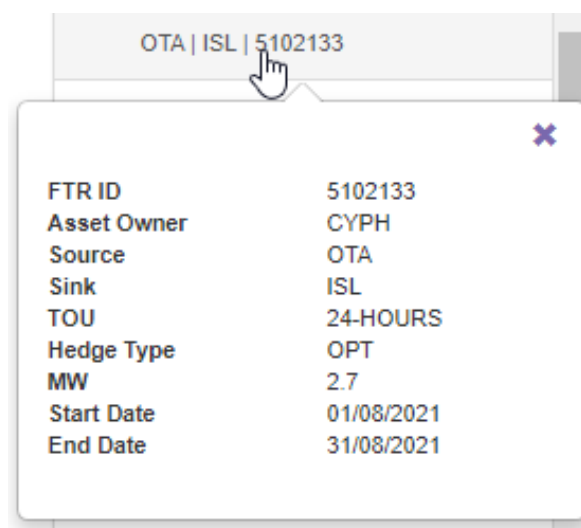 OTA | ISL | 5102133
FTR ID 5102133
Asset Owner CYPH
Source OTA
Sink ISL
TOU 24-HOURS
Hedge Type OPT
MW 2.7
Start Date 01/08/2021
End Date 31/08/2021